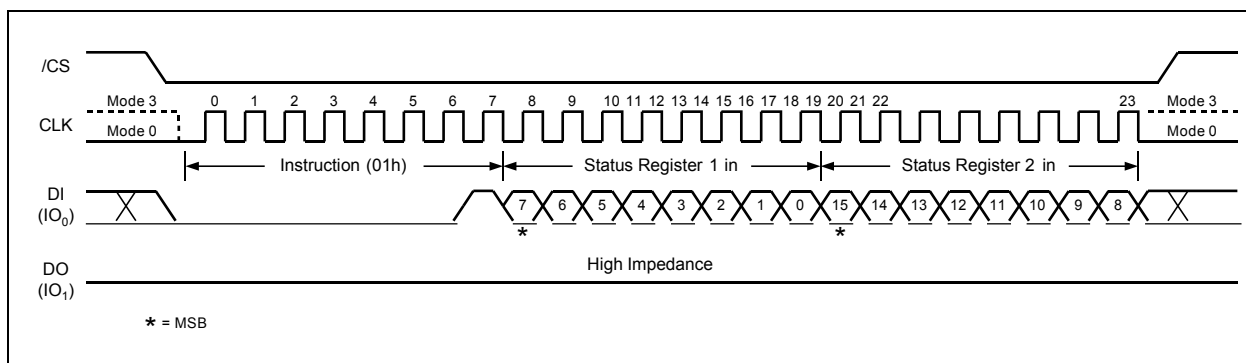 /CS
Mode 3 0 1 2 3 4 5 6 7 8 9 10 11 12 13 14 15 16 17 18 19 20 21 22 23 Mode 3
CLK Mode 0 Mode 0
Instruction (01h) Status Register 1 in Status Register 2 in
DI
(IO0) 7 6 5 4 3 2 1 0 15 14 13 12 11 10 9 8
* *
High Impedance
DO
(IO1)
* = MSB